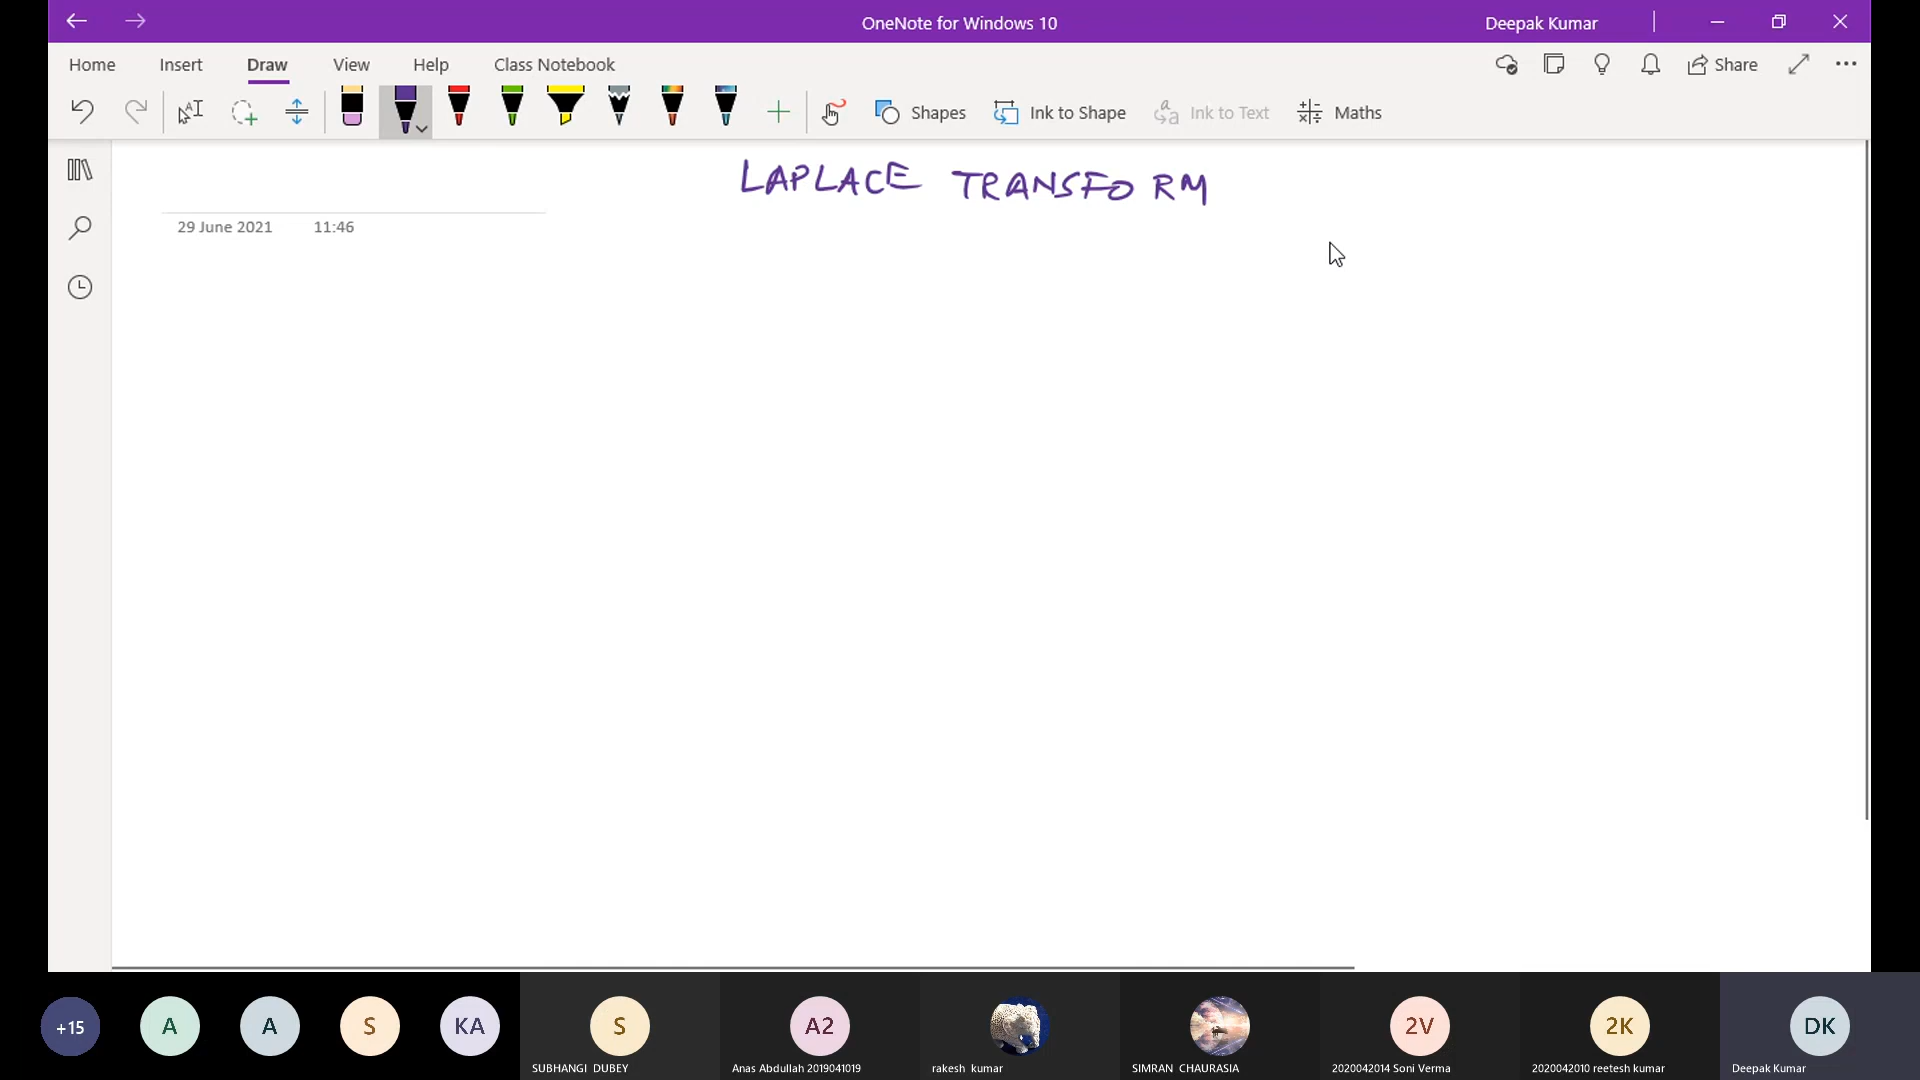 OneNote for Windows 10
Deepak Kumar
Home Insert Draw View Help Class Notebook
Share
Shapes Ink to Shape Ink to Text Maths
LAPLACE TRANSFORM
29 June 2021 11:46
+15 A A S KA S A2 2V 2K DK
SUBHANGI DUBEY Anas Abdullah 2019041019 rakesh kumar SIMRAN CHAURASIA 2020042014 Soni Verma 2020042010 reetesh kumar Deepak Kumar